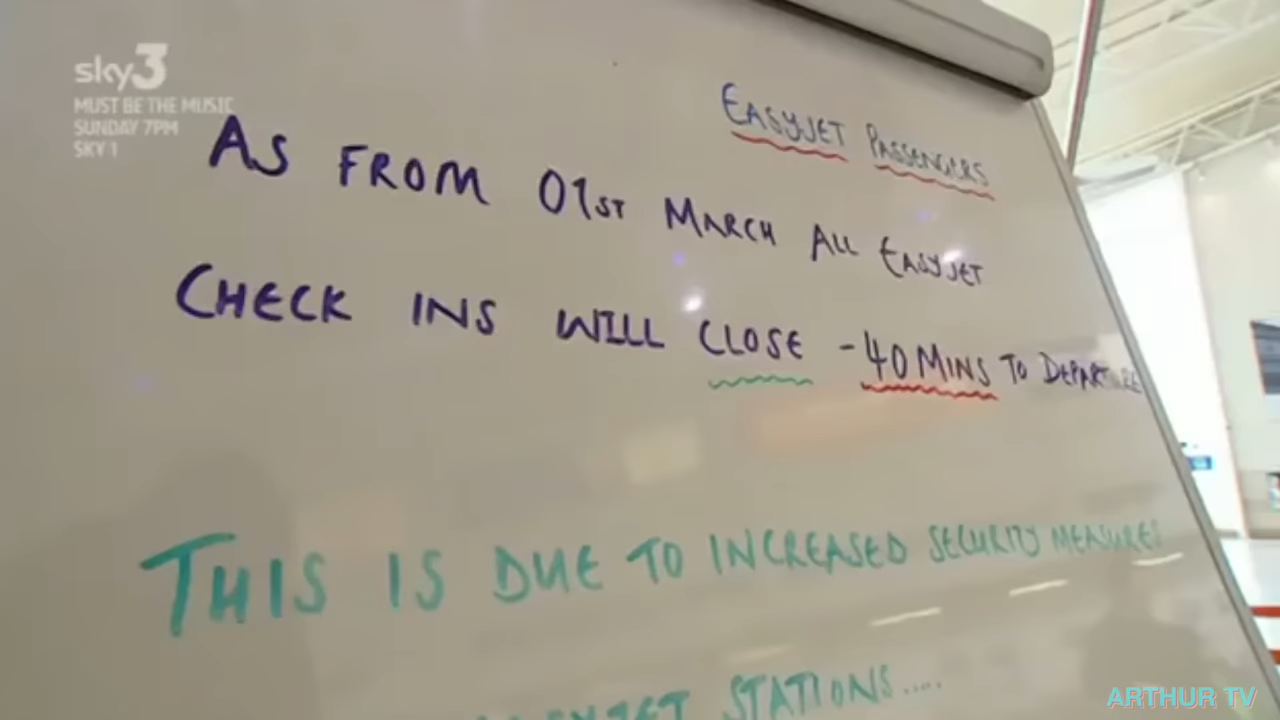 sky3
MUST BE THE MUSIC
SUNDAY 7PM
SKY 1
EASYJET PASSENGERS
AS FROM 01ST MARCH ALL EASYJET
CHECK INS WILL CLOSE -40 MINS TO DEPARTURE
THIS IS DUE TO INCREASED SECURITY MEASURES
STATIONS....
ARTHUR TV